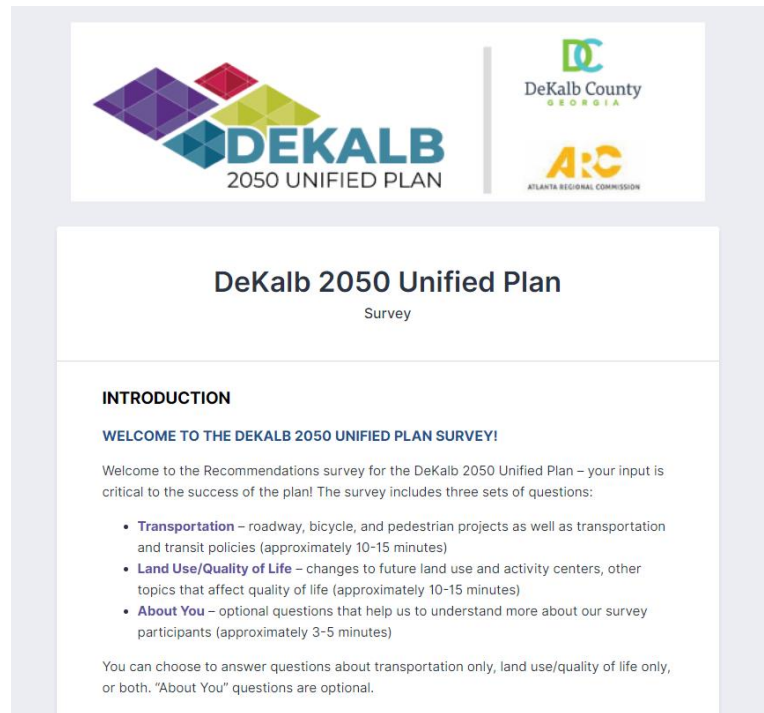 DEKALB
2050 UNIFIED PLAN
DC
DeKalb County
GEORGIA
ARC
ATLANTA REGIONAL COMMISSION
DeKalb 2050 Unified Plan
Survey
INTRODUCTION
WELCOME TO THE DEKALB 2050 UNIFIED PLAN SURVEY!
Welcome to the Recommendations survey for the DeKalb 2050 Unified Plan – your input is
critical to the success of the plan! The survey includes three sets of questions:
• Transportation – roadway, bicycle, and pedestrian projects as well as transportation
and transit policies (approximately 10-15 minutes)
• Land Use/Quality of Life – changes to future land use and activity centers, other
topics that affect quality of life (approximately 10-15 minutes)
• About You – optional questions that help us to understand more about our survey
participants (approximately 3-5 minutes)
You can choose to answer questions about transportation only, land use/quality of life only,
or both. “About You” questions are optional.